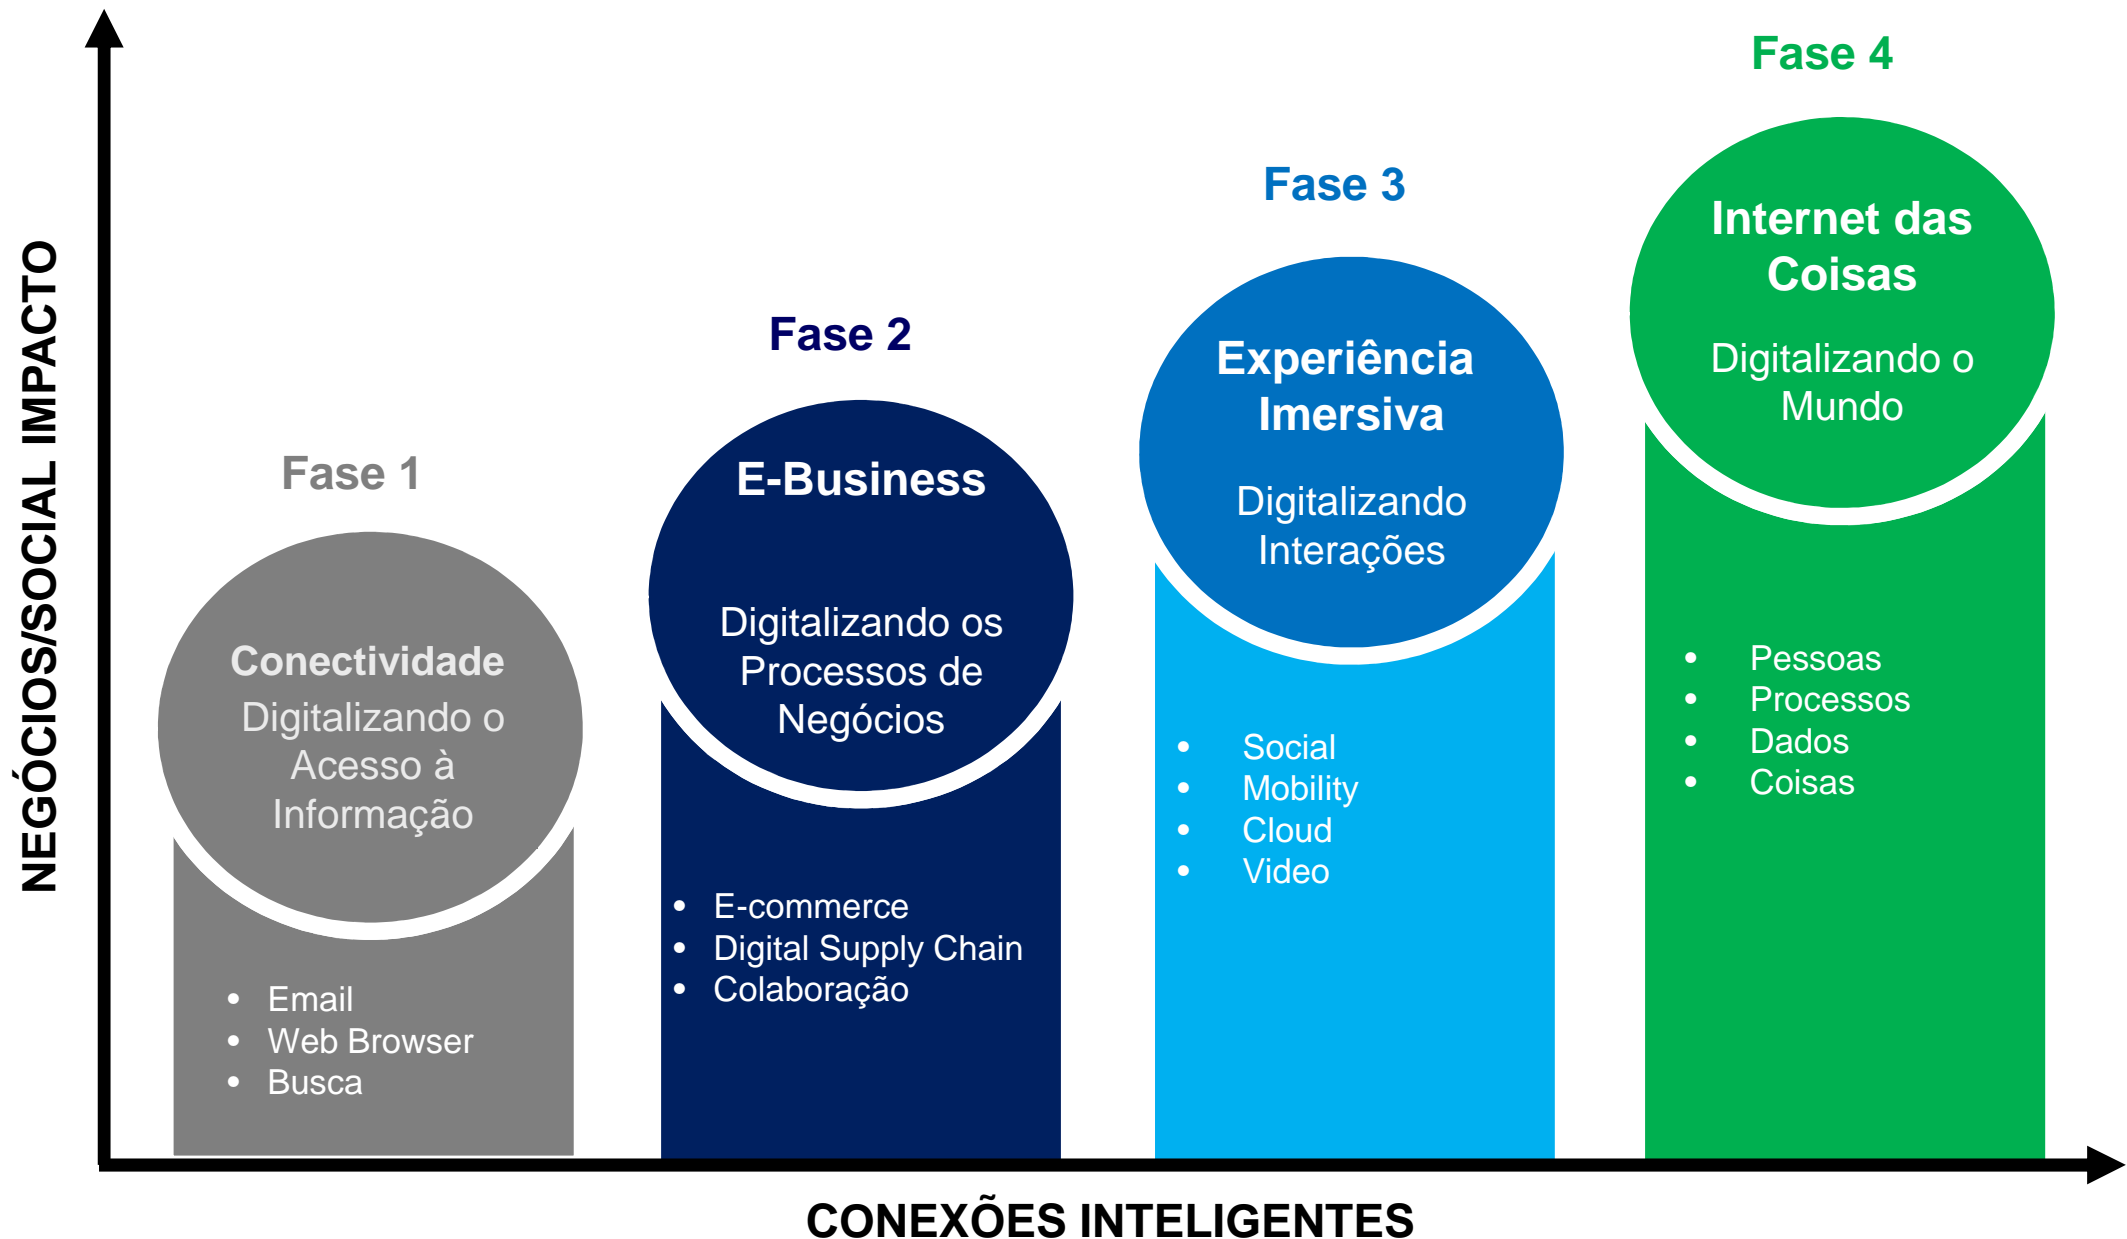 NEGÓCIOS/SOCIAL IMPACTO
Fase 1
Conectividade
Digitalizando o
Acesso à
Informação
• Email
• Web Browser
• Busca
Fase 2
E-Business
Digitalizando os
Processos de
Negócios
• E-commerce
• Digital Supply Chain
• Colaboração
Fase 3
Experiência
Imersiva
Digitalizando
Interações
• Social
• Mobility
• Cloud
• Video
Fase 4
Internet das
Coisas
Digitalizando o
Mundo
• Pessoas
• Processos
• Dados
• Coisas
CONEXÕES INTELIGENTES